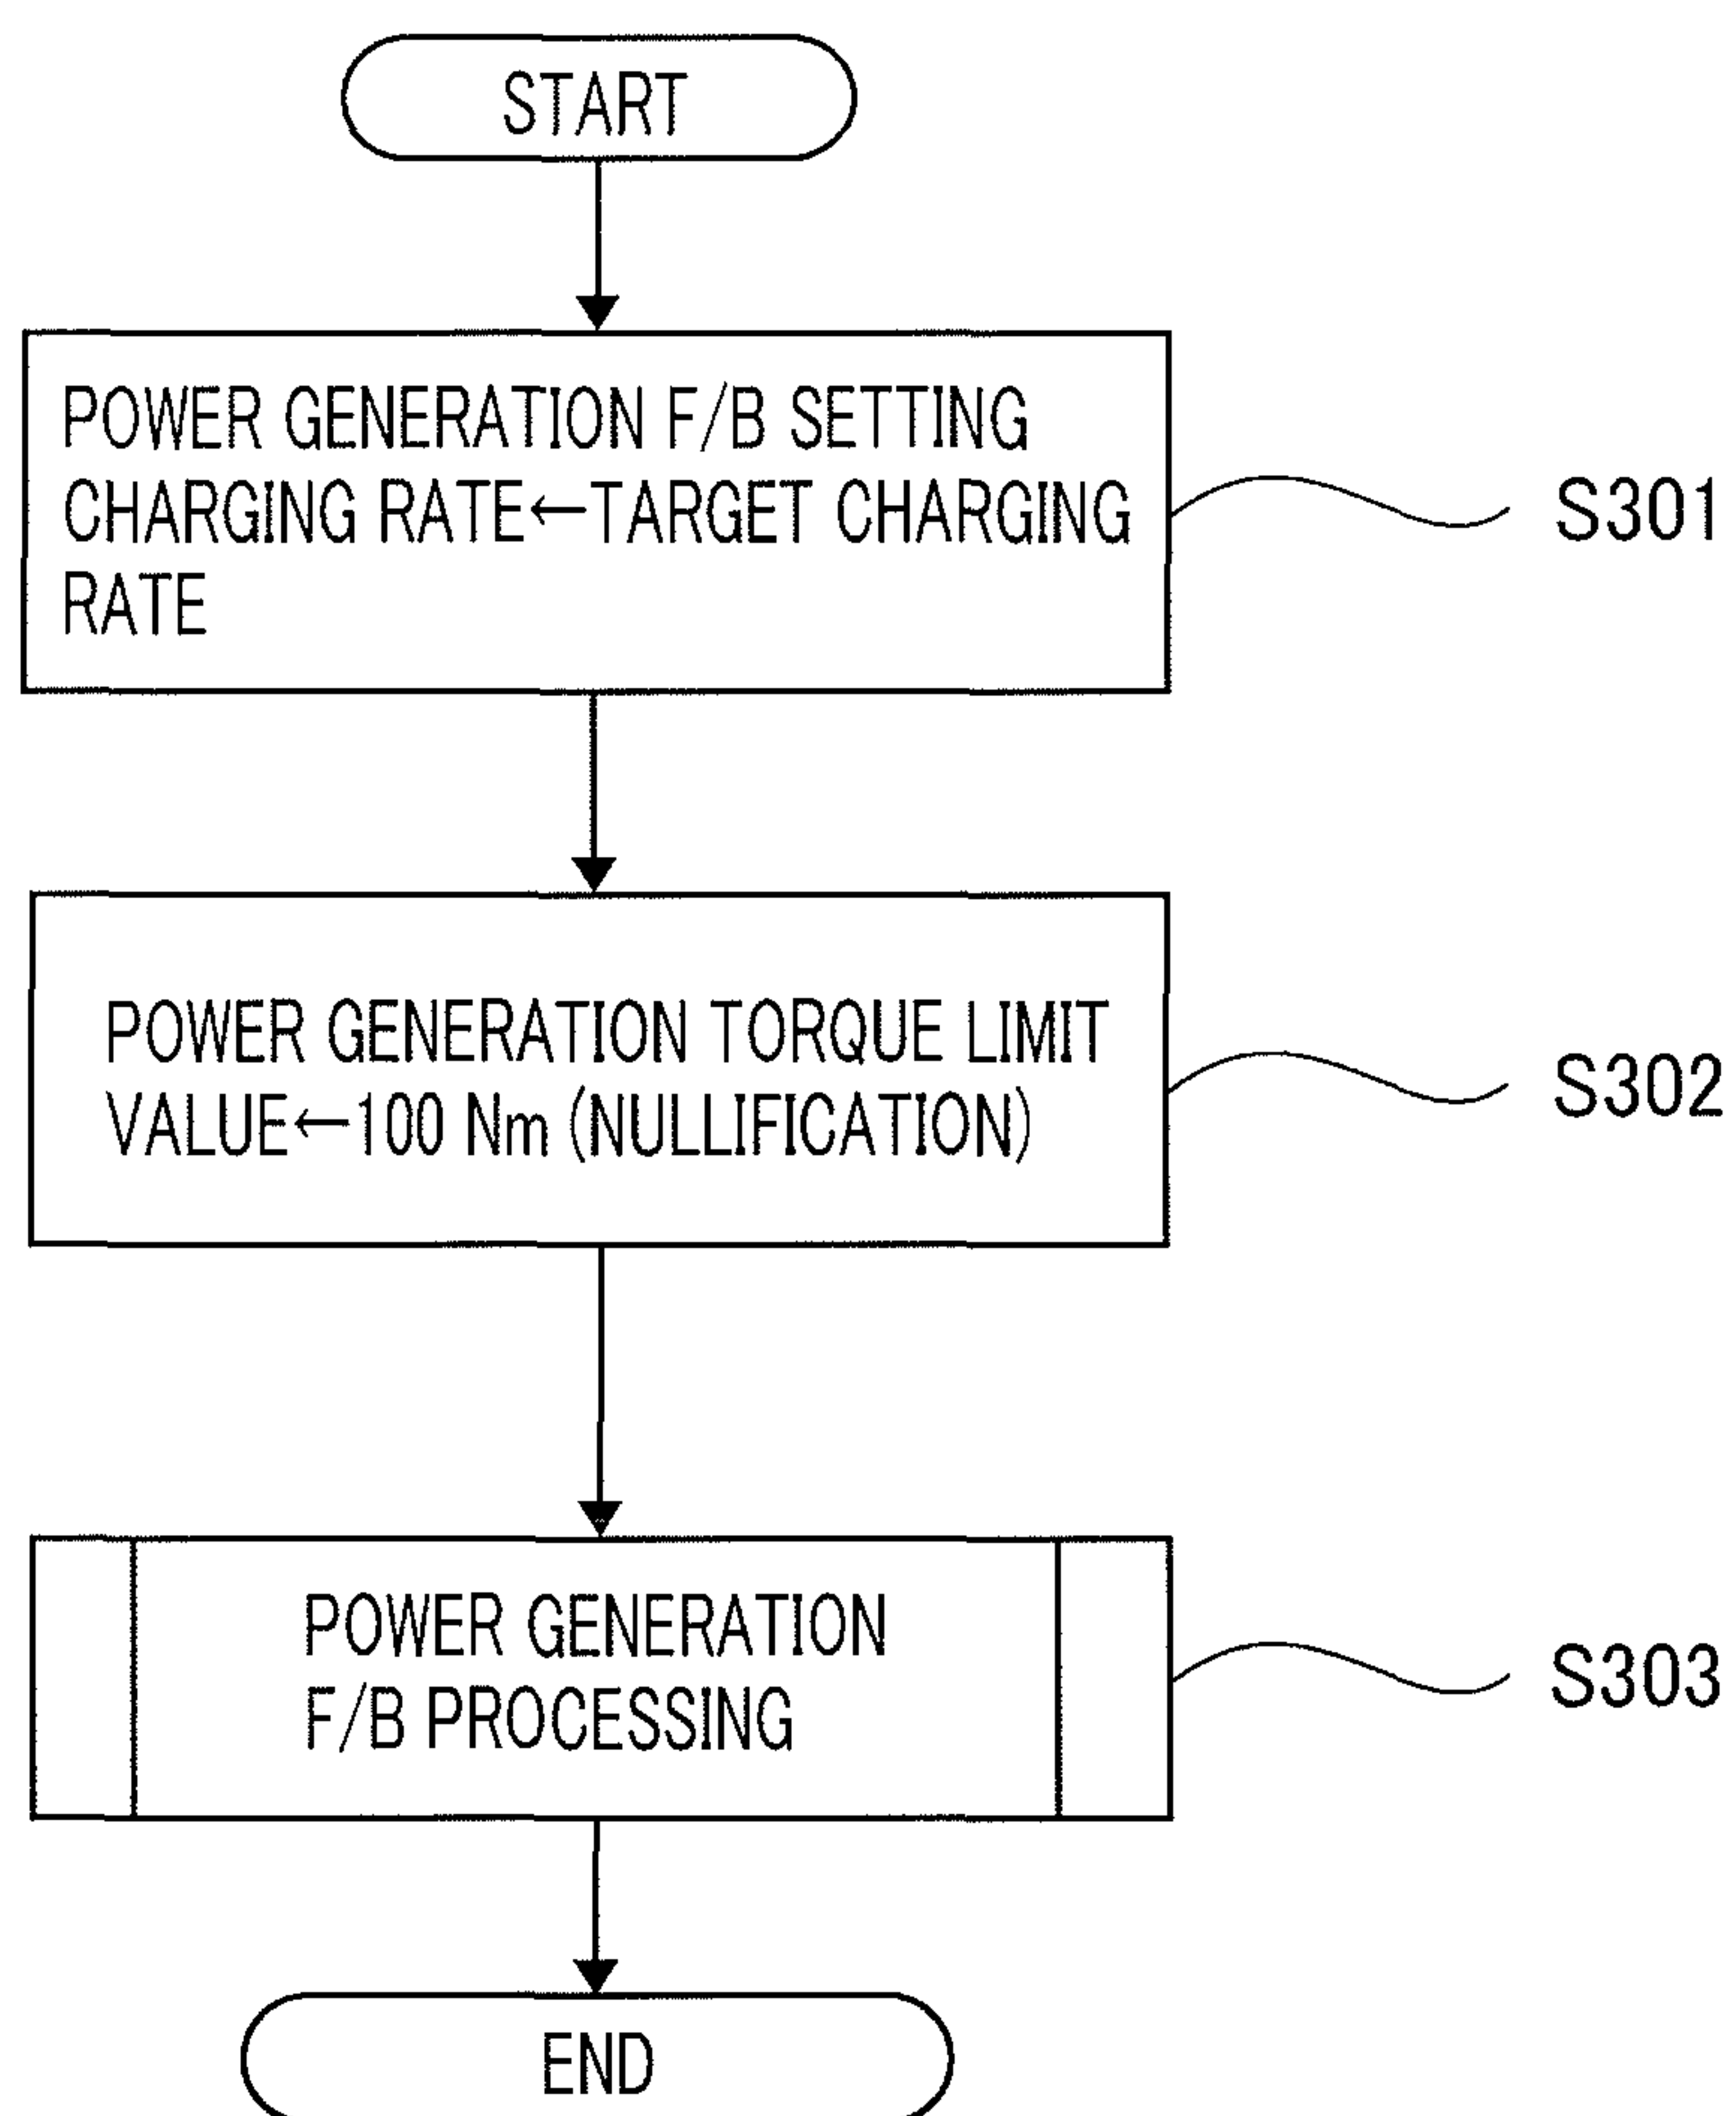 START
POWER GENERATION F/B SETTING
CHARGING RATE←TARGET CHARGING
RATE
S301
POWER GENERATION TORQUE LIMIT
VALUE←100 Nm (NULLIFICATION)
S302
POWER GENERATION
F/B PROCESSING
S303
END